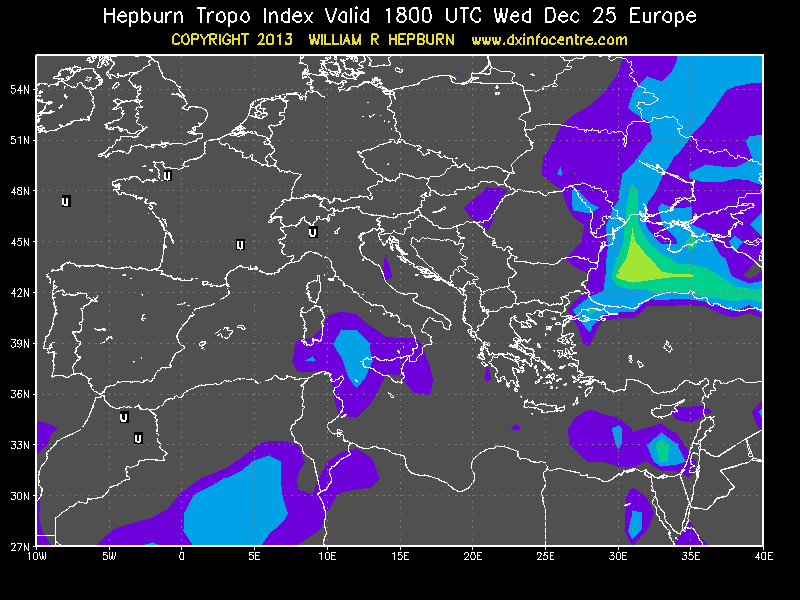 Hepburn Tropo Index Valid 1800 UTC Wed Dec 25 Europe
COPYRIGHT 2013 WILLIAM R HEPBURN www.dxinfocentre.com
54N
51N
U
48N
U
U
45N
U
42N
39N
36N
U
33N
U
30N
27N
10W 5W 0 5E 10E 15E 20E 25E 30E 35E 40E